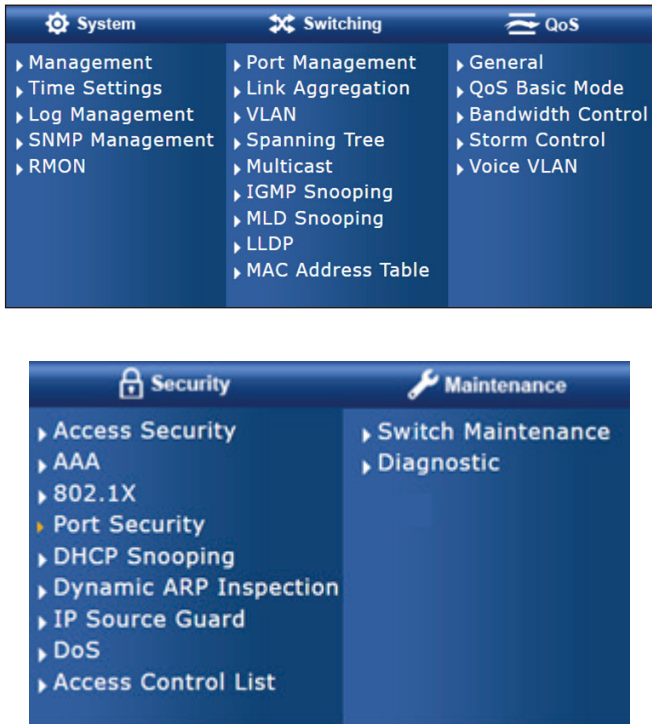 System
Management
Time Settings
Log Management
SNMP Management
RMON
Switching
Port Management
Link Aggregation
VLAN
Spanning Tree
Multicast
IGMP Snooping
MLD Snooping
LLDP
MAC Address Table
QoS
General
QoS Basic Mode
Bandwidth Control
Storm Control
Voice VLAN
Security
Access Security
AAA
802.1X
Port Security
DHCP Snooping
Dynamic ARP Inspection
IP Source Guard
DoS
Access Control List
Maintenance
Switch Maintenance
Diagnostic